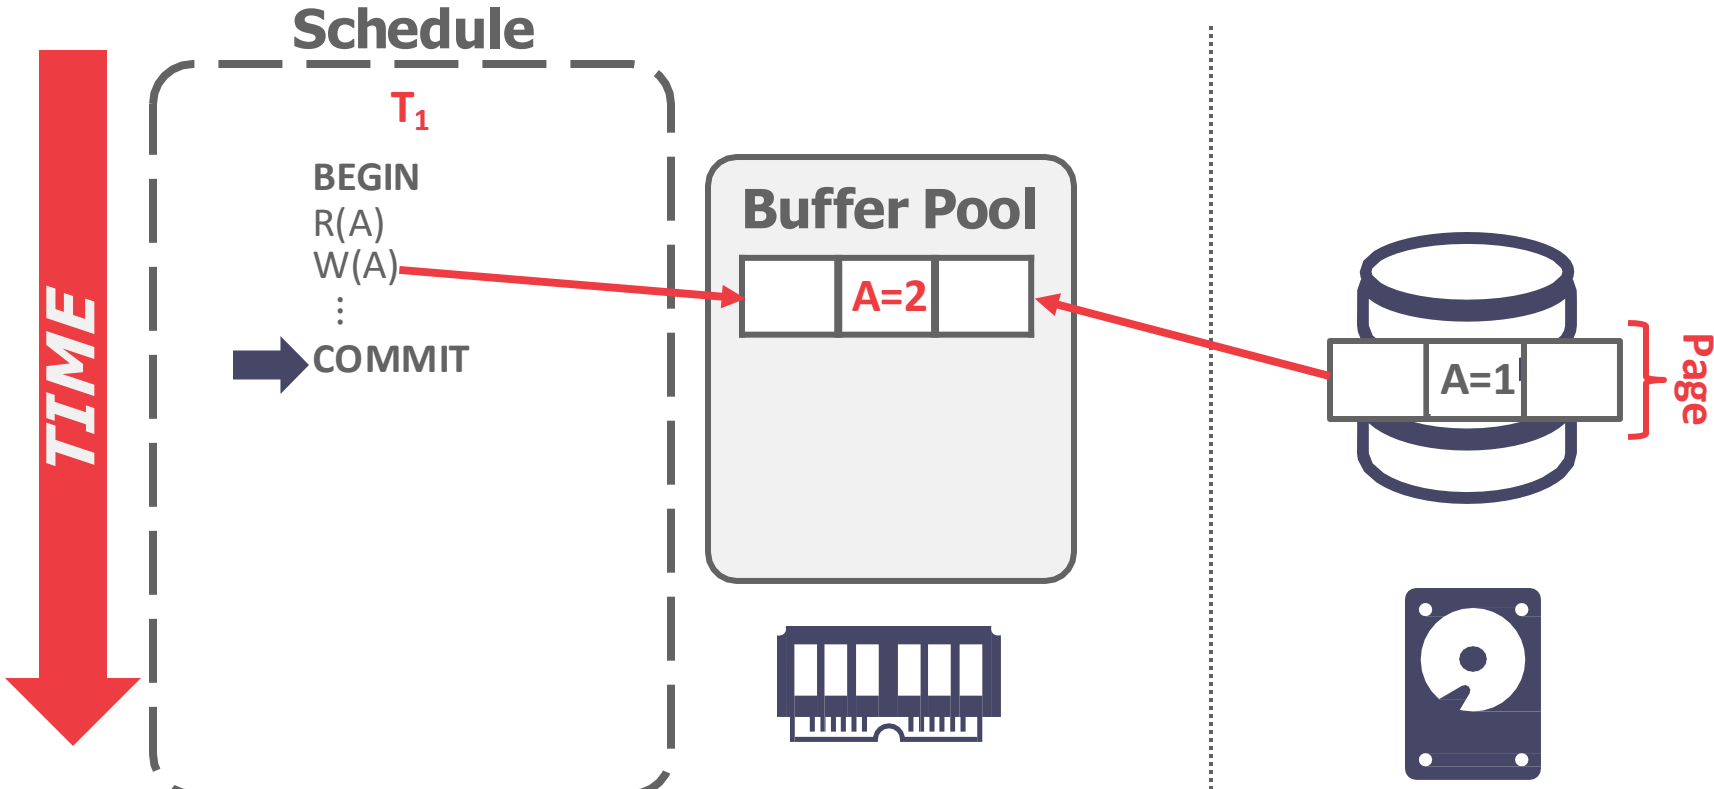 Schedule
TIME
T₁
BEGIN
R(A)
W(A)
⋮
COMMIT
Buffer Pool
A=2
A=1
Page